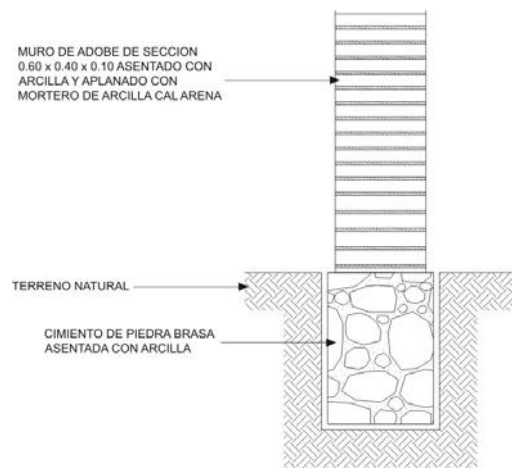 MURO DE ADOBE DE SECCION
0.60 x 0.40 x 0.10 ASENTADO CON
ARCILLA Y APLANADO CON
MORTERO DE ARCILLA CAL ARENA
TERRENO NATURAL
CIMIENTO DE PIEDRA BRASA
ASENTADA CON ARCILLA